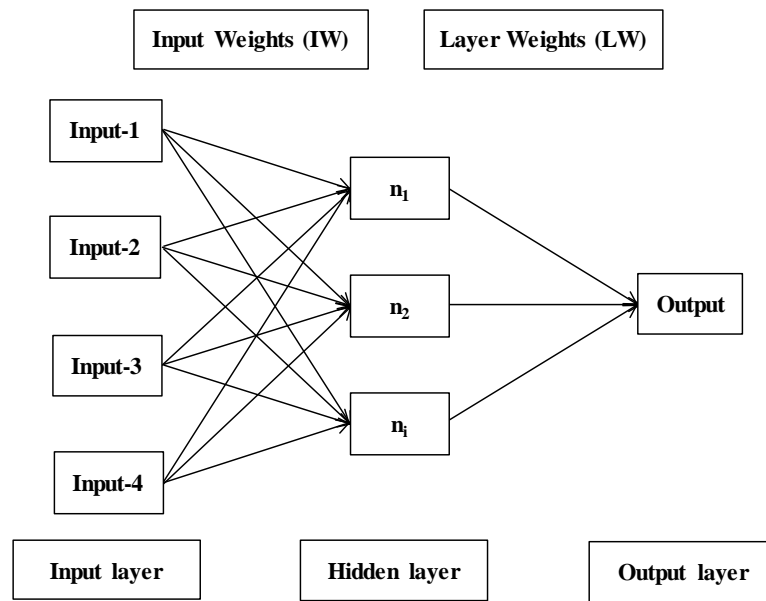 Input Weights (IW)
Layer Weights (LW)
Input-1
Input-2
Input-3
Input-4
n₁
n₂
nᵢ
Output
Input layer
Hidden layer
Output layer